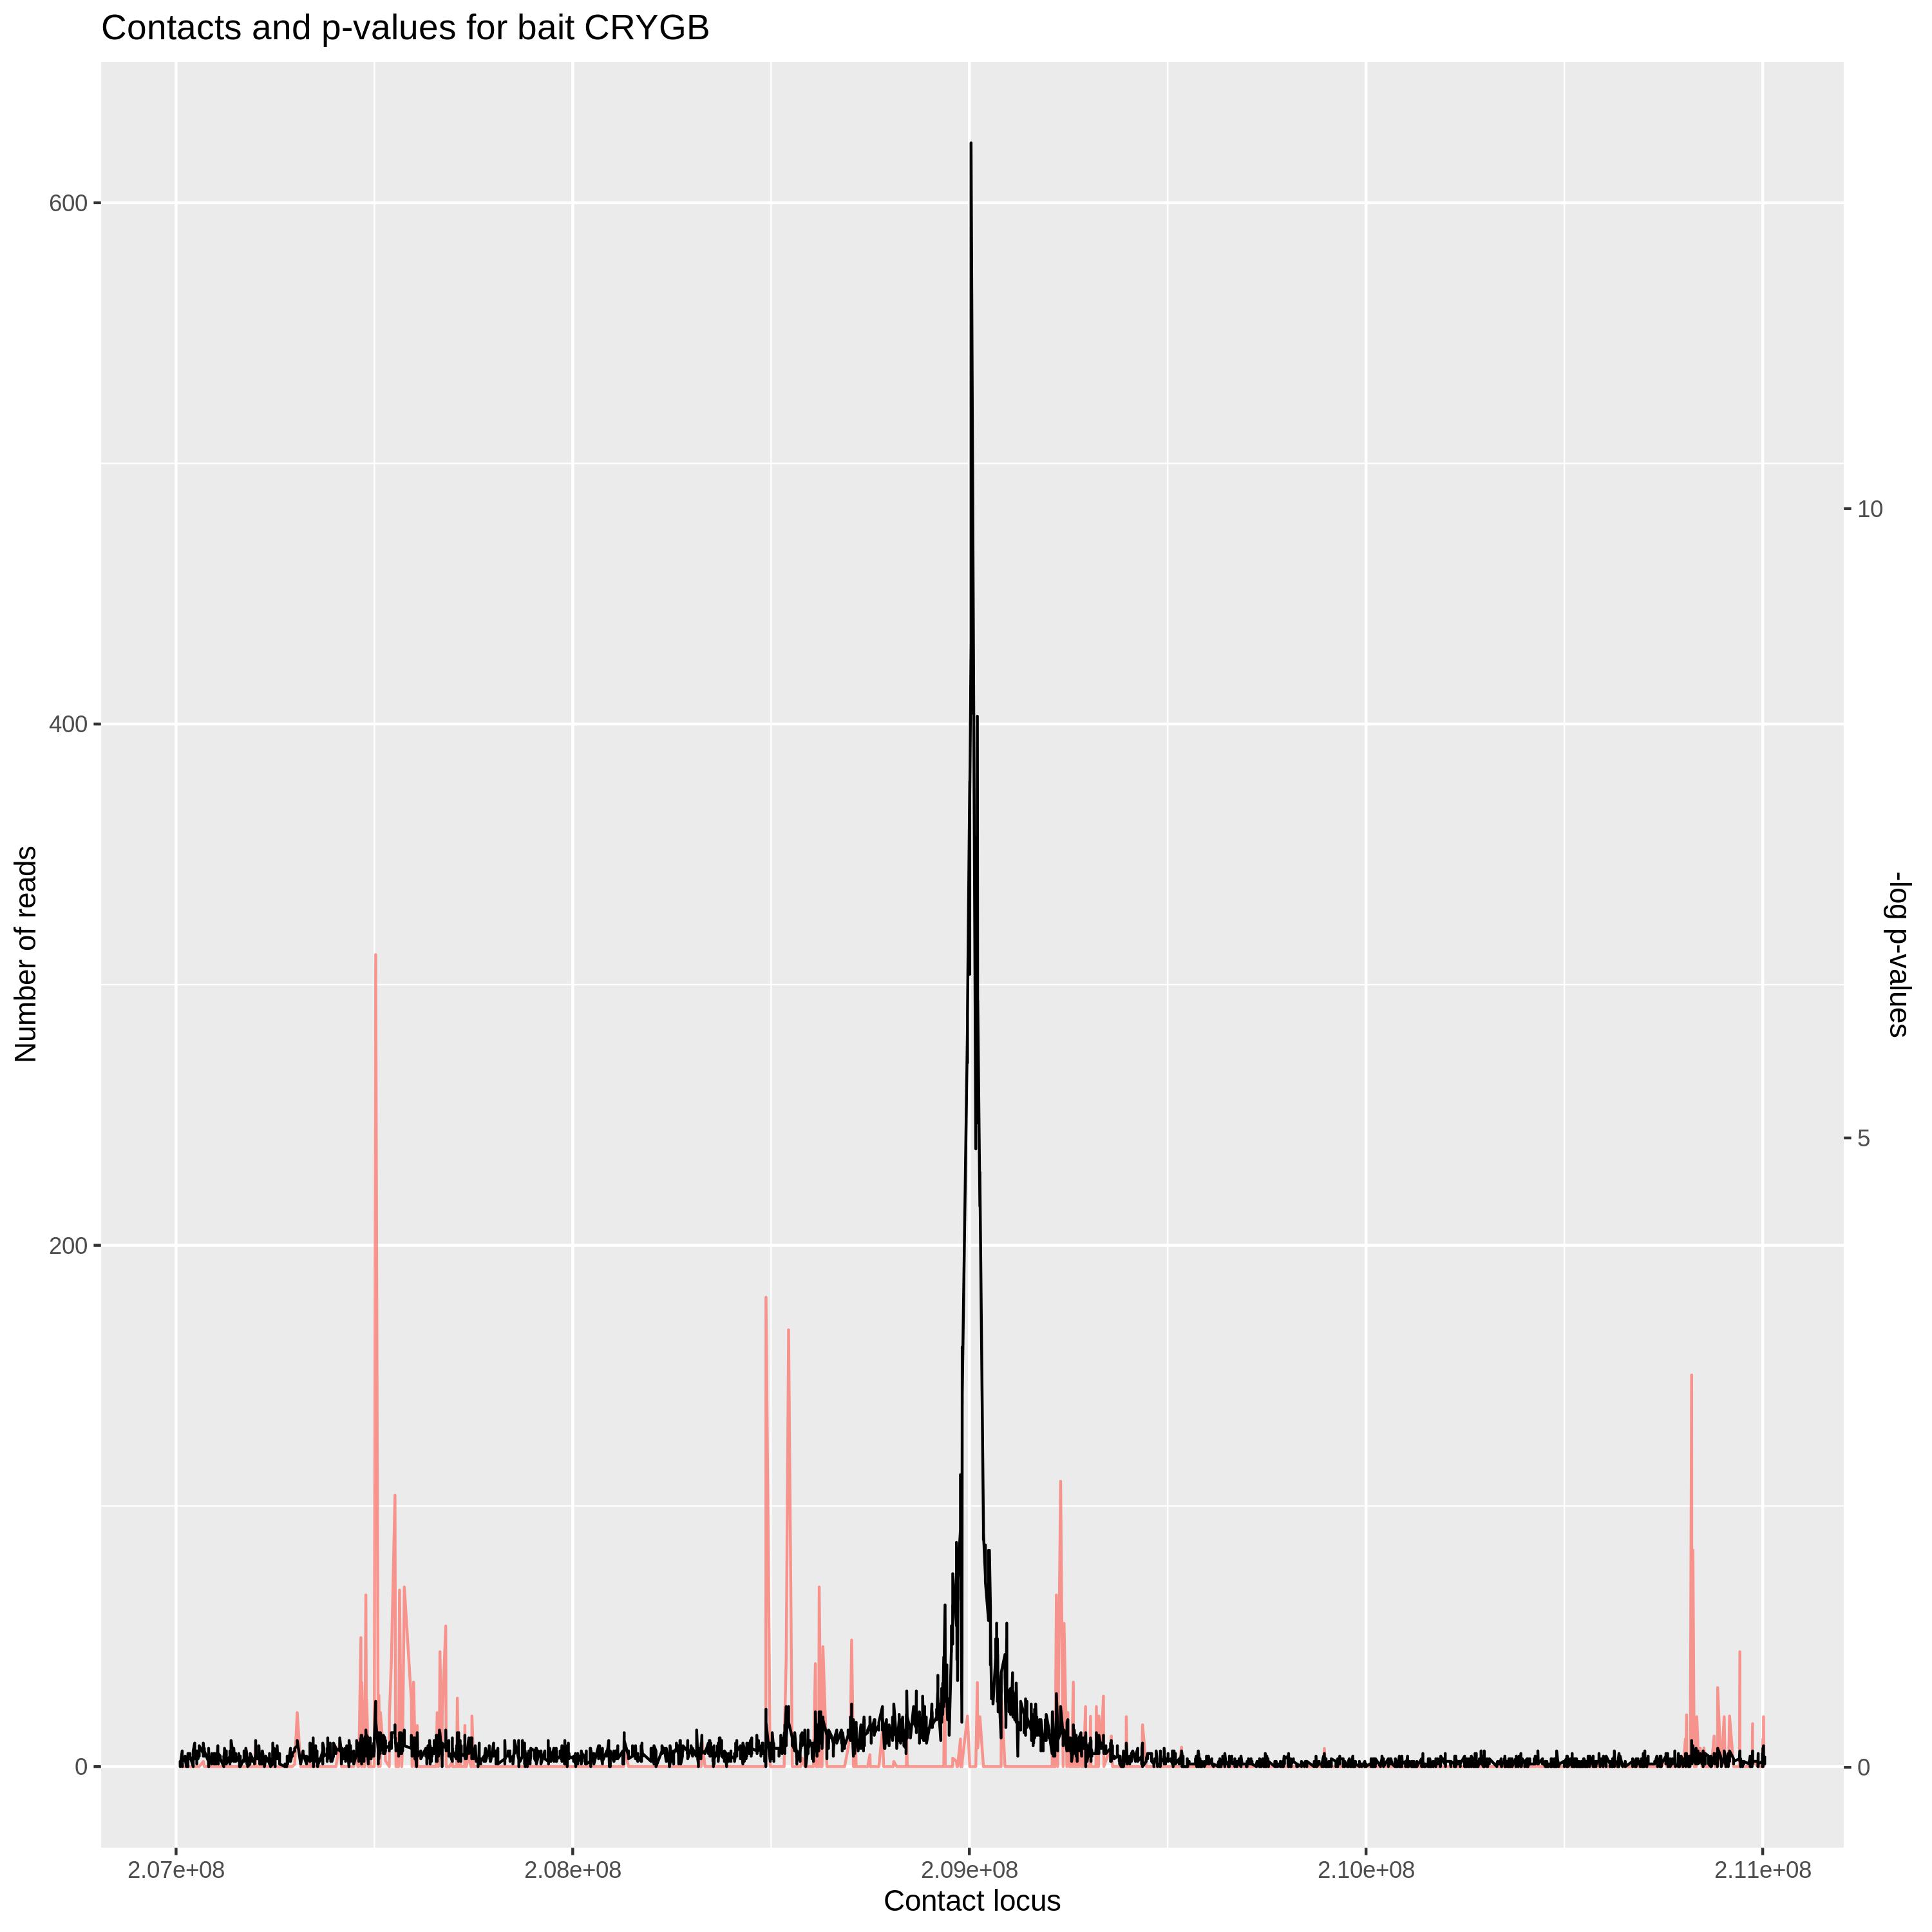 Contacts and p-values for bait CRYGB
600
400
200
0
Number of reads
10
5
0
-log p-values
2.07e+08
2.08e+08
2.09e+08
2.10e+08
2.11e+08
Contact locus